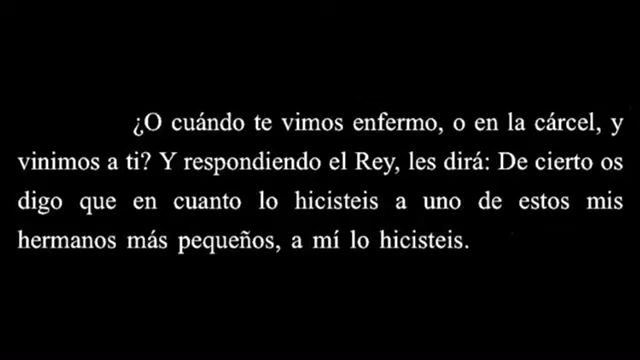 ¿O cuándo te vimos enfermo, o en la cárcel, y
vinimos a ti? Y respondiendo el Rey, les dirá: De cierto os
digo que en cuanto lo hicisteis a uno de estos mis
hermanos más pequeños, a mí lo hicisteis.